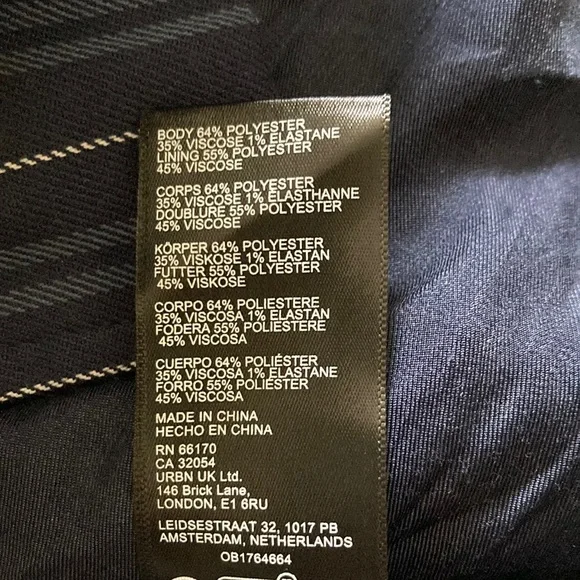 BODY 64% POLYESTER
35% VISCOSE 1% ELASTANE
LINING 55% POLYESTER
45% VISCOSE
CORPS 64% POLYESTER
35% VISCOSE 1% ELASTHANNE
DOUBLURE 55% POLYESTER
45% VISCOSE
KÖRPER 64% POLYESTER
35% VISKOSE 1% ELASTAN
FUTTER 55% POLYESTER
45% VISKOSE
CORPO 64% POLIESTERE
35% VISCOSA 1% ELASTAN
FODERA 55% POLIESTERE
45% VISCOSA
CUERPO 64% POLIÉSTER
35% VISCOSA 1% ELASTANE
FORRO 55% POLIÉSTER
45% VISCOSA
MADE IN CHINA
HECHO EN CHINA
RN 66170
CA 32054
URBN UK Ltd.
146 Brick Lane,
LONDON, E1 6RU
LEIDSESTRAAT 32, 1017 PB
AMSTERDAM, NETHERLANDS
OB1764664